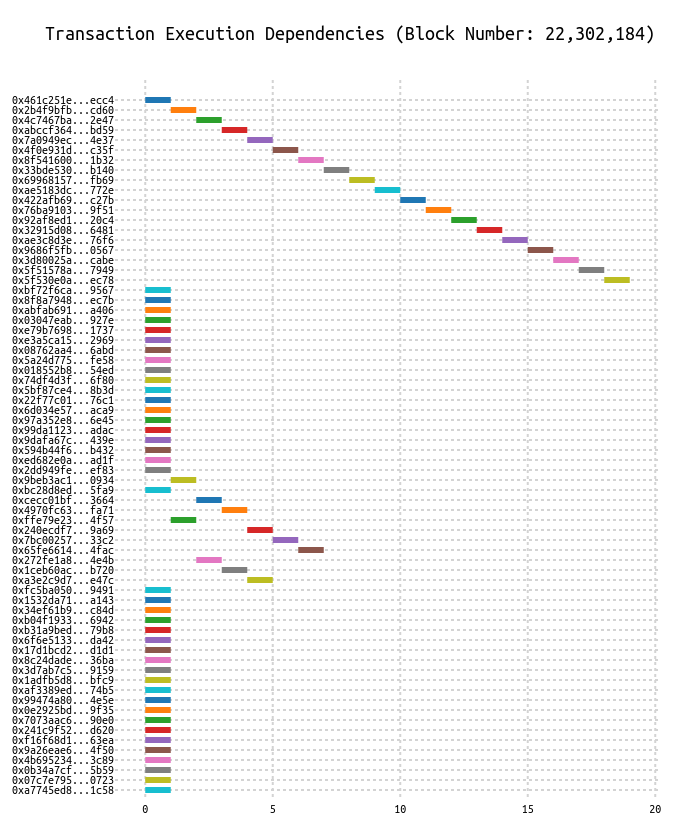 Transaction Execution Dependencies (Block Number: 22,302,184)
0x461c251e...ecc4
0x2b4f9bfb...cd60
0x4c7467ba...2e47
0xabccf364...bd59
0x7a0949ec...4e37
0x4f0e931d...c35f
0x8f541600...1b32
0x33bde530...b140
0x69968157...fb69
0xae5183dc...772e
0x422afb69...c27b
0x76ba9103...9f51
0x92af8ed1...20c4
0x32915d08...6481
0xae3c8d3e...76f6
0x9686f5fb...0567
0x3d80025a...cabe
0x5f51578a...7949
0x5f530e0a...ec78
0xbf72f6ca...9567
0x8f8a7948...ec7b
0xabfab691...a406
0x03047eab...927e
0xe79b7698...1737
0xe3a5ca15...2969
0x08762aa4...6abd
0x5a24d775...fe58
0x018552b8...54ed
0x74df4d3f...6f80
0x5bf87ce4...8b3d
0x22f77c01...76c1
0x6d034e57...aca9
0x97a352e8...6e45
0x99da1123...adac
0x9dafa67c...439e
0x594b44f6...b432
0xed682e0a...ad1f
0x2dd949fe...ef83
0x9beb3ac1...0934
0xbc28d8ed...5fa9
0xcecc01bf...3664
0x4970fc63...fa71
0xffe79e23...4f57
0x240ecdf7...9a69
0x7bc00257...33c2
0x65fe6614...4fac
0x272fe1a8...4e4b
0x1ceb60ac...b720
0xa3e2c9d7...e47c
0xfc5ba050...9491
0x1532da71...a143
0x34ef61b9...c84d
0xb04f1933...6942
0xb31a9bed...79b8
0x6f6e5133...da42
0x17d1bcd2...d1d1
0x8c24dade...36ba
0x3d7ab7c5...9159
0x1adfb5d8...bfc9
0xaf3389ed...74b5
0x99474a80...4e5e
0x0e2925bd...9f35
0x7073aac6...90e0
0x241c9f52...d620
0xf16f68d1...63ea
0x9a26eae6...4f50
0x4b695234...3c89
0x0b34a7cf...5b59
0x07c7e795...0723
0xa7745ed8...1c58
0 5 10 15 20